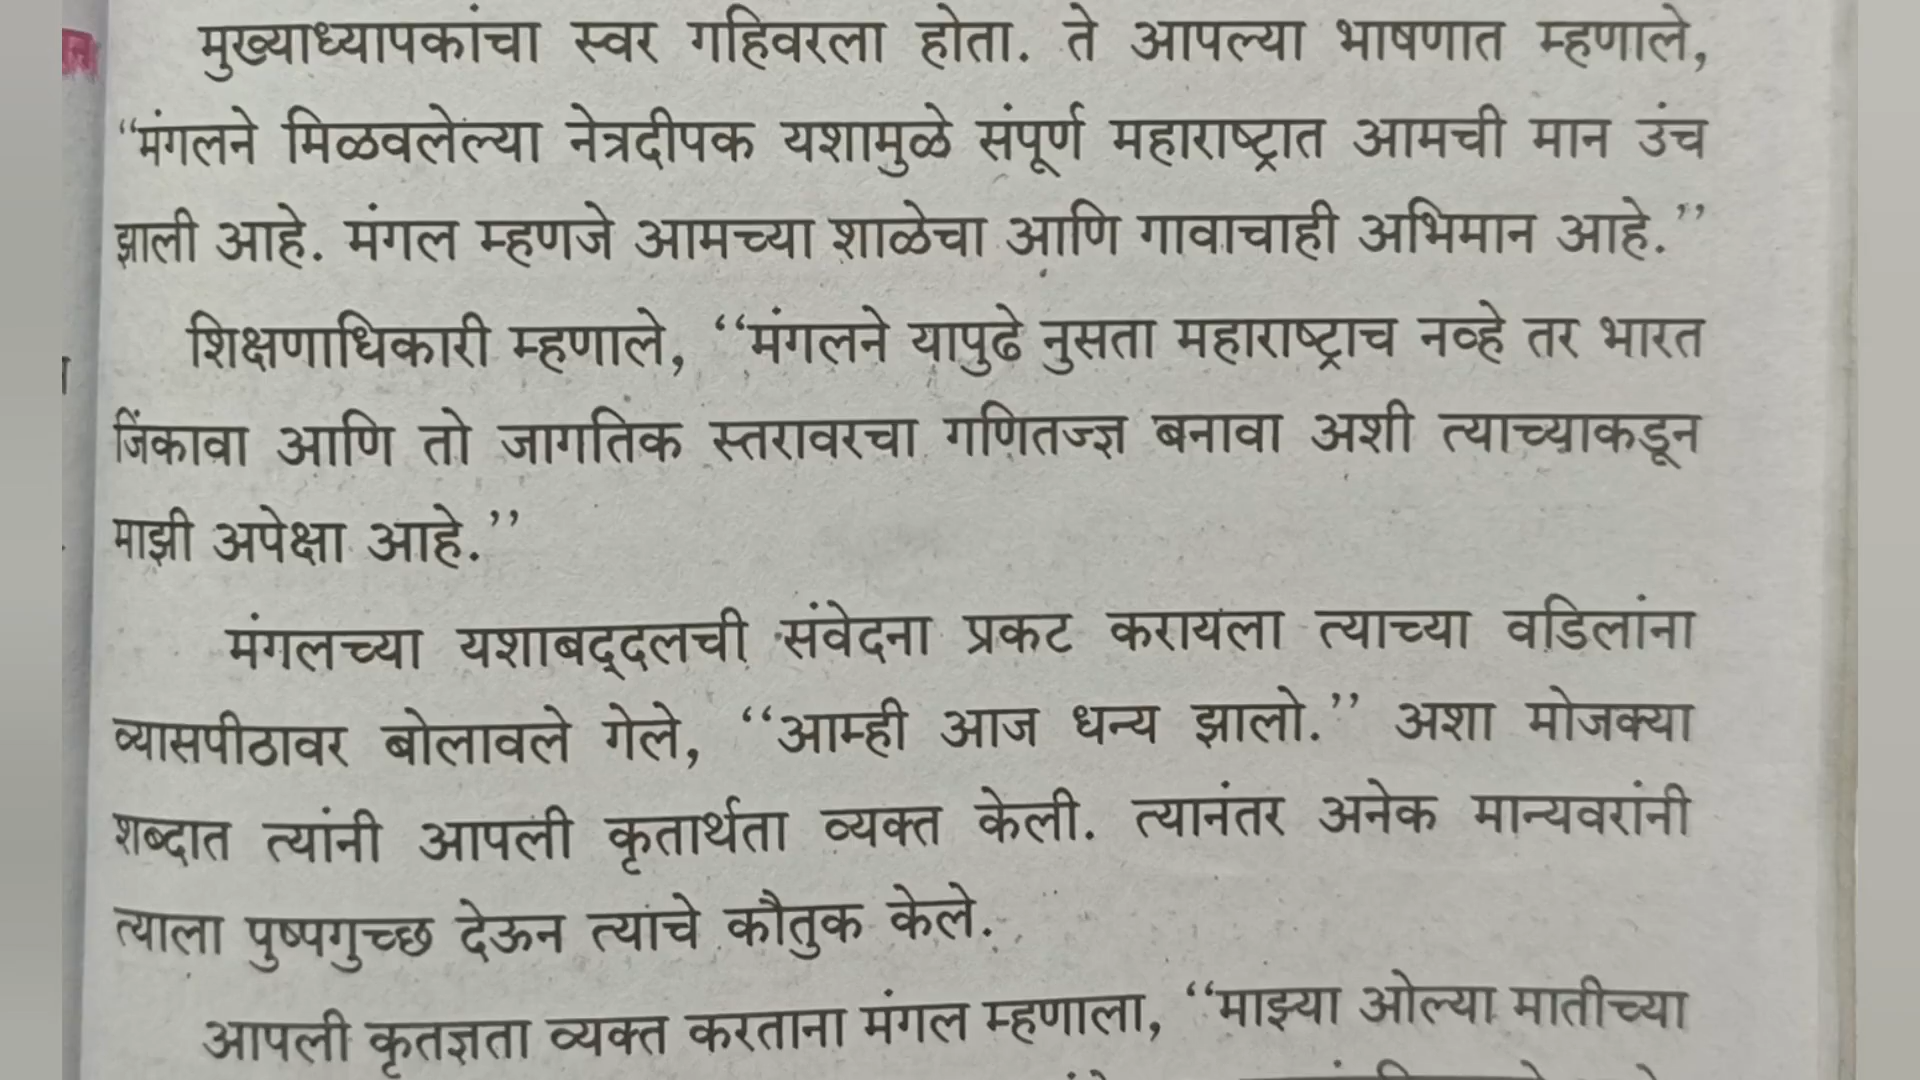 मुख्याध्यापकांचा स्वर गहिवरला होता. ते आपल्या भाषणात म्हणाले,
“मंगलने मिळवलेल्या नेत्रदीपक यशामुळे संपूर्ण महाराष्ट्रात आमची मान उंच
झाली आहे. मंगल म्हणजे आमच्या शाळेचा आणि गावाचाही अभिमान आहे.”
शिक्षणाधिकारी म्हणाले, “मंगलने यापुढे नुसता महाराष्ट्राच नव्हे तर भारत
जिंकावा आणि तो जागतिक स्तरावरचा गणितज्ज्ञ बनावा अशी त्याच्याकडून
माझी अपेक्षा आहे.”
मंगलच्या यशाबद्‌दलची संवेदना प्रकट करायला त्याच्या वडिलांना
व्यासपीठावर बोलावले गेले, “आम्ही आज धन्य झालो.” अशा मोजक्या
शब्दात त्यांनी आपली कृतार्थता व्यक्त केली. त्यानंतर अनेक मान्यवरांनी
त्याला पुष्पगुच्छ देऊन त्याचे कौतुक केले.
आपली कृतज्ञता व्यक्त करताना मंगल म्हणाला, “माझ्या ओल्या मातीच्या